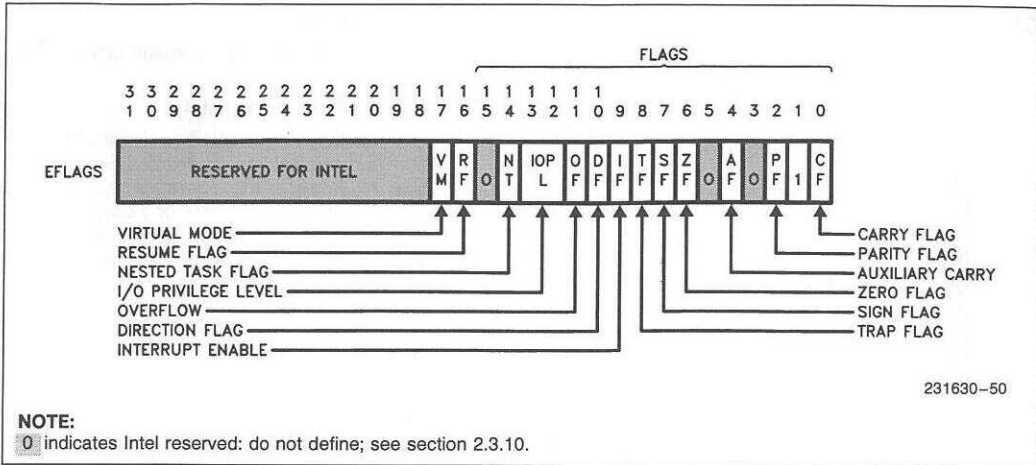 FLAGS
3 3 2 2 2 2 2 2 2 2 2 2 1 1 1 1 1 1 1 1 1 1
1 0 9 8 7 6 5 4 3 2 1 0 9 8 7 6 5 4 3 2 1 0 9 8 7 6 5 4 3 2 1 0
EFLAGS
RESERVED FOR INTEL
V R N IOP O D I T S Z A P C
M F 0 T L F F F F F F 0 F 0 F 1 F
VIRTUAL MODE
RESUME FLAG
NESTED TASK FLAG
I/O PRIVILEGE LEVEL
OVERFLOW
DIRECTION FLAG
INTERRUPT ENABLE
CARRY FLAG
PARITY FLAG
AUXILIARY CARRY
ZERO FLAG
SIGN FLAG
TRAP FLAG
231630–50
NOTE:
0 indicates Intel reserved: do not define; see section 2.3.10.